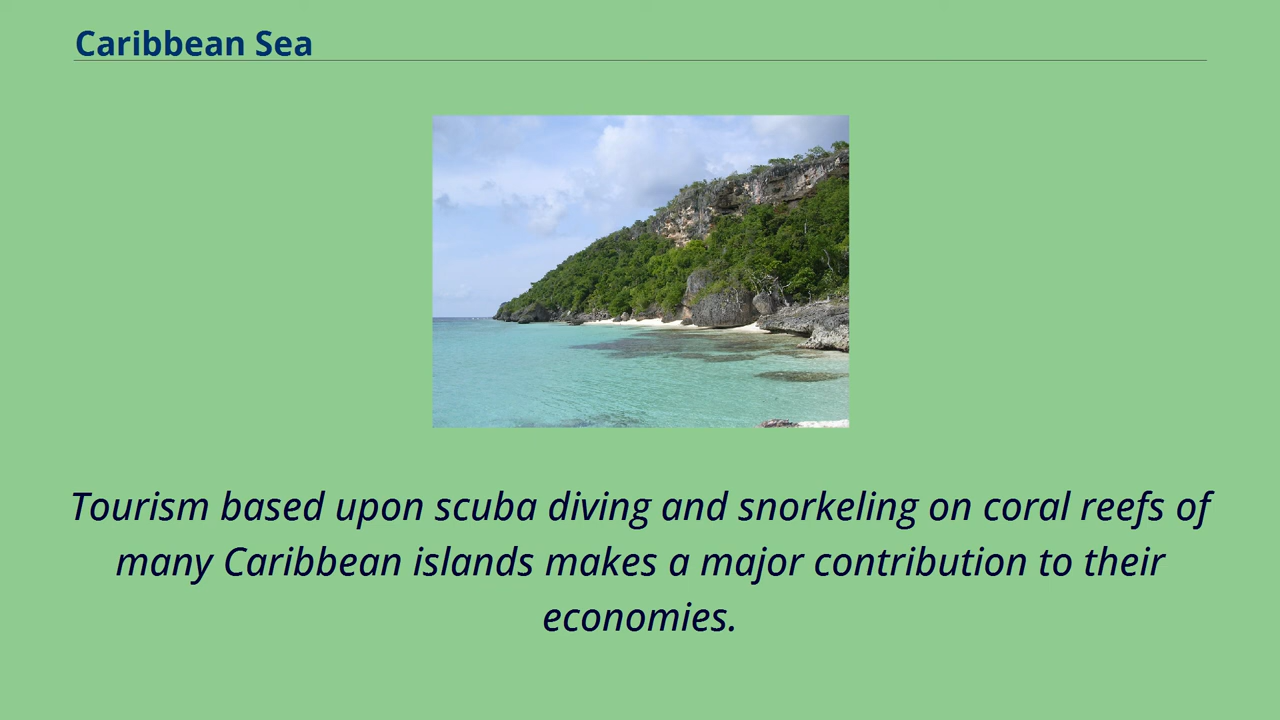 Caribbean Sea
Tourism based upon scuba diving and snorkeling on coral reefs of
many Caribbean islands makes a major contribution to their
economies.